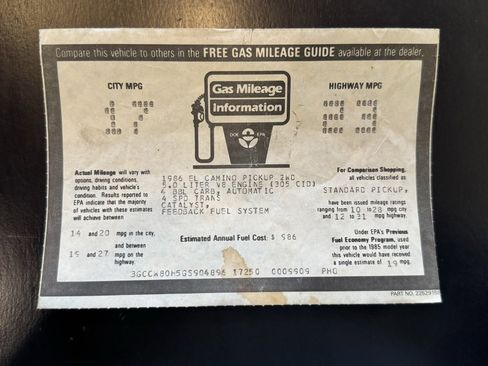 Compare this vehicle to others in the FREE GAS MILEAGE GUIDE available at the dealer.
CITY MPG
17
Gas Mileage
Information
DOE EPA
HIGHWAY MPG
23
Actual Mileage will vary with
options, driving conditions,
driving habits and vehicle's
condition. Results reported to
EPA indicate that the majority
of vehicles with these estimates
will achieve between
14 and 20 mpg in the city,
and between
19 and 27 mpg on the
highway.
1986 EL CAMINO PICKUP 2WD
5.0 LITER V8 ENGINE (305 CID)
4 BBL CARB, AUTOMATIC
4 SPD TRANS
CATALYST,
FEEDBACK FUEL SYSTEM
Estimated Annual Fuel Cost: $ 986
For Comparison Shopping,
all vehicles classified as
STANDARD PICKUP,
have been issued mileage ratings
ranging from 10 to 28 mpg city
and 12 to 31 mpg highway.
Under EPA's Previous
Fuel Economy Program, used
prior to the 1985 model year
this vehicle would have received
a single estimate of 19 mpg.
3GCCW80H5GS904896 17250 0009909 PHO
PART NO.